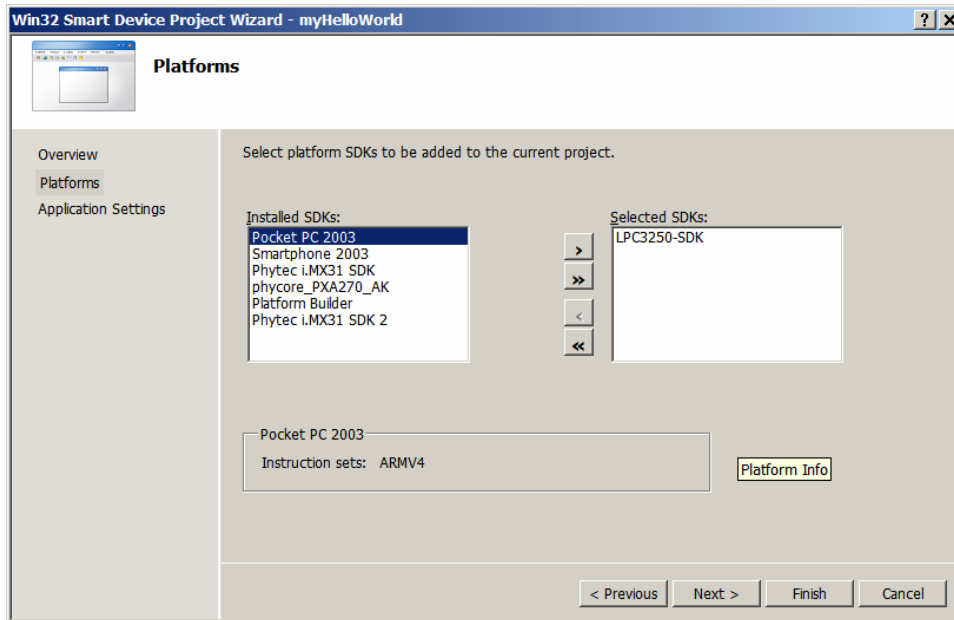 Win32 Smart Device Project Wizard - myHelloWorld
Platforms
Overview
Platforms
Application Settings
Select platform SDKs to be added to the current project.
Installed SDKs:
Pocket PC 2003
Smartphone 2003
Phytec i.MX31 SDK
phycore_PXA270_AK
Platform Builder
Phytec i.MX31 SDK 2
>
>>
<
<<
Selected SDKs:
LPC3250-SDK
Pocket PC 2003
Instruction sets: ARMV4
Platform Info
< Previous
Next >
Finish
Cancel